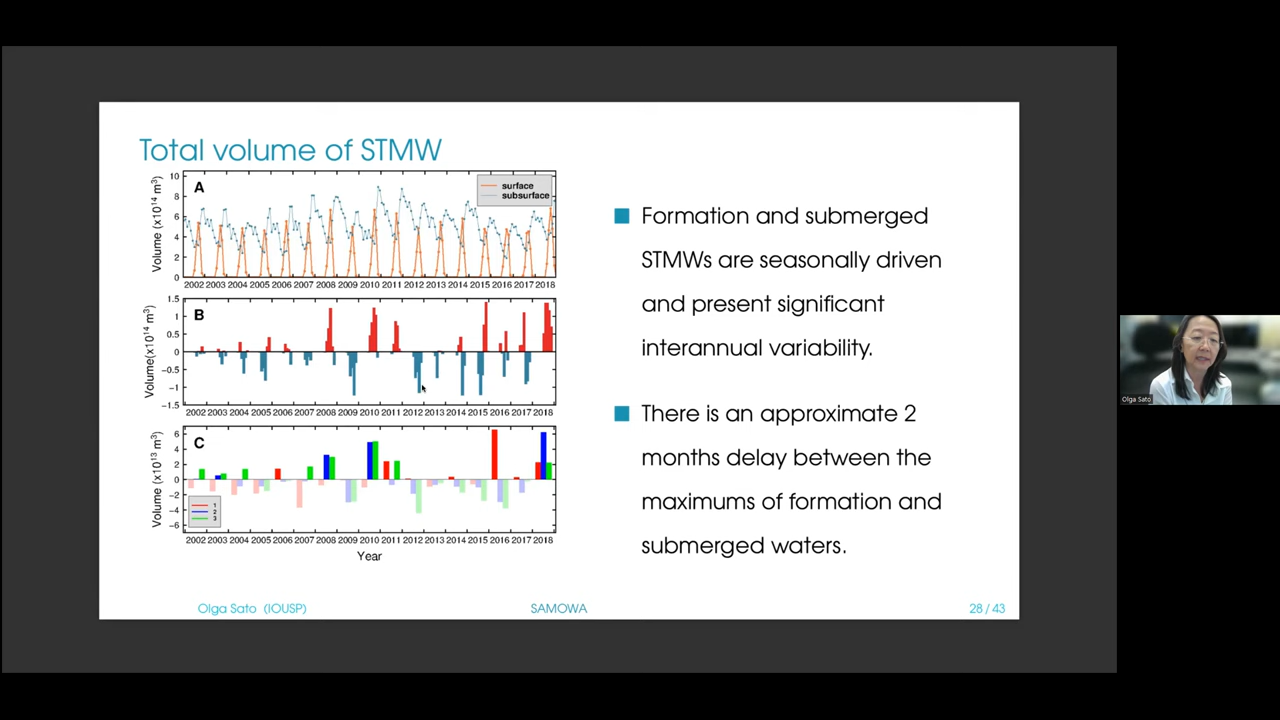 Total volume of STMW
A
surface
subsurface
Volume (x10¹⁴ m³)
10
8
6
4
2
0
2002 2003 2004 2005 2006 2007 2008 2009 2010 2011 2012 2013 2014 2015 2016 2017 2018
B
Volume(x10¹⁴ m³)
1.5
1
0.5
0
−0.5
−1
−1.5
2002 2003 2004 2005 2006 2007 2008 2009 2010 2011 2012 2013 2014 2015 2016 2017 2018
C
Volume (x10¹³ m³)
6
4
2
0
−2
−4
−6
1
2
3
2002 2003 2004 2005 2006 2007 2008 2009 2010 2011 2012 2013 2014 2015 2016 2017 2018
Year
Formation and submerged
STMWs are seasonally driven
and present significant
interannual variability.
There is an approximate 2
months delay between the
maximums of formation and
submerged waters.
Olga Sato (IOUSP)
SAMOWA
28 / 43
Olga Sato